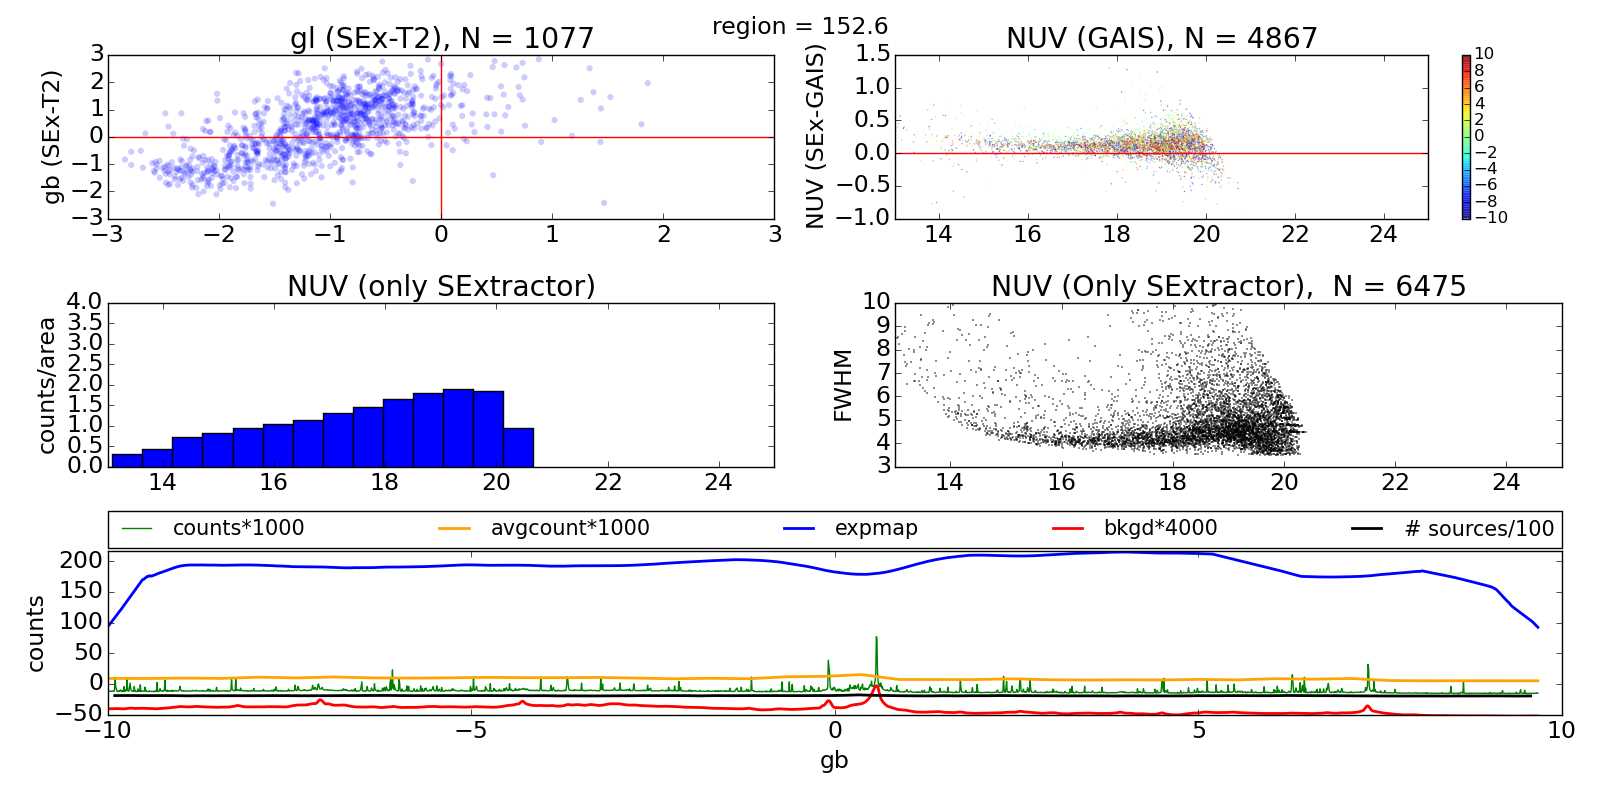 region = 152.6
gl (SEx-T2), N = 1077
gb (SEx-T2)
3
2
1
0
−1
−2
−3
−3 −2 −1 0 1 2 3
NUV (GAIS), N = 4867
NUV (SEx-GAIS)
1.5
1.0
0.5
0.0
−0.5
−1.0
14 16 18 20 22 24
10
8
6
4
2
0
−2
−4
−6
−8
−10
NUV (only SExtractor)
counts/area
4.0
3.5
3.0
2.5
2.0
1.5
1.0
0.5
0.0
14 16 18 20 22 24
NUV (Only SExtractor),  N = 6475
FWHM
10
9
8
7
6
5
4
3
14 16 18 20 22 24
counts*1000 avgcount*1000 expmap bkgd*4000 # sources/100
counts
200
150
100
50
0
−50
−10 −5 0 5 10
gb